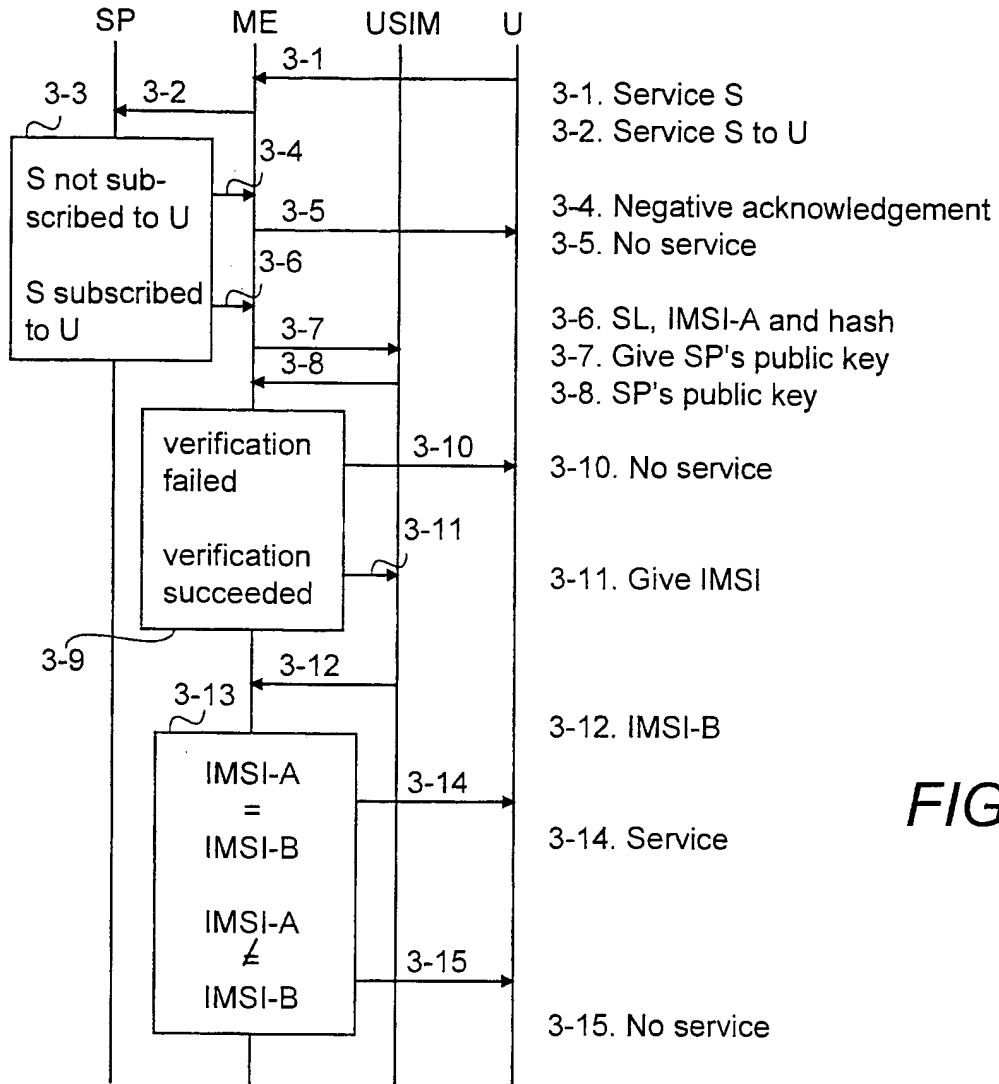 SP ME USIM U
3-1
3-3 3-2
3-1. Service S
3-2. Service S to U
S not sub-
scribed to U
3-4
3-5
3-4. Negative acknowledgement
3-5. No service
S subscribed
to U
3-6
3-7
3-8
3-6. SL, IMSI-A and hash
3-7. Give SP's public key
3-8. SP's public key
verification
failed
3-10
3-10. No service
3-11
verification
succeeded
3-11. Give IMSI
3-9
3-12
3-13
3-12. IMSI-B
IMSI-A
=
IMSI-B
3-14
3-14. Service
FIG
IMSI-A
≠
IMSI-B
3-15
3-15. No service